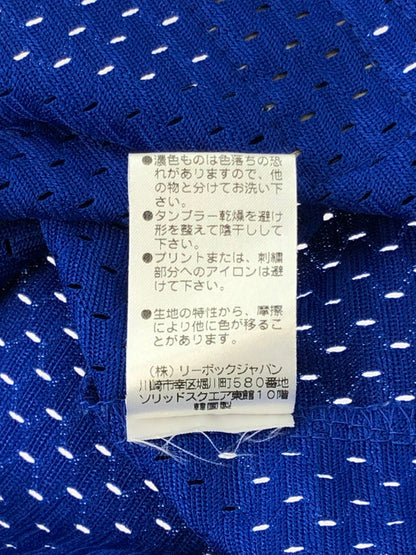 ●濃色ものは色落ちの恐
れがありますので、他
の物と分けてお洗い下
さい。
●タンブラー乾燥を避け
形を整えて陰干しして
下さい。
●プリントまたは、刺繍
部分へのアイロンは避け
て下さい。
●生地の特性から、摩擦
により他に色が移ること
があります。
(株)リーボックジャパン
川崎市幸区堀川町580番地
ソリッドスクエア東館10階
韓国製